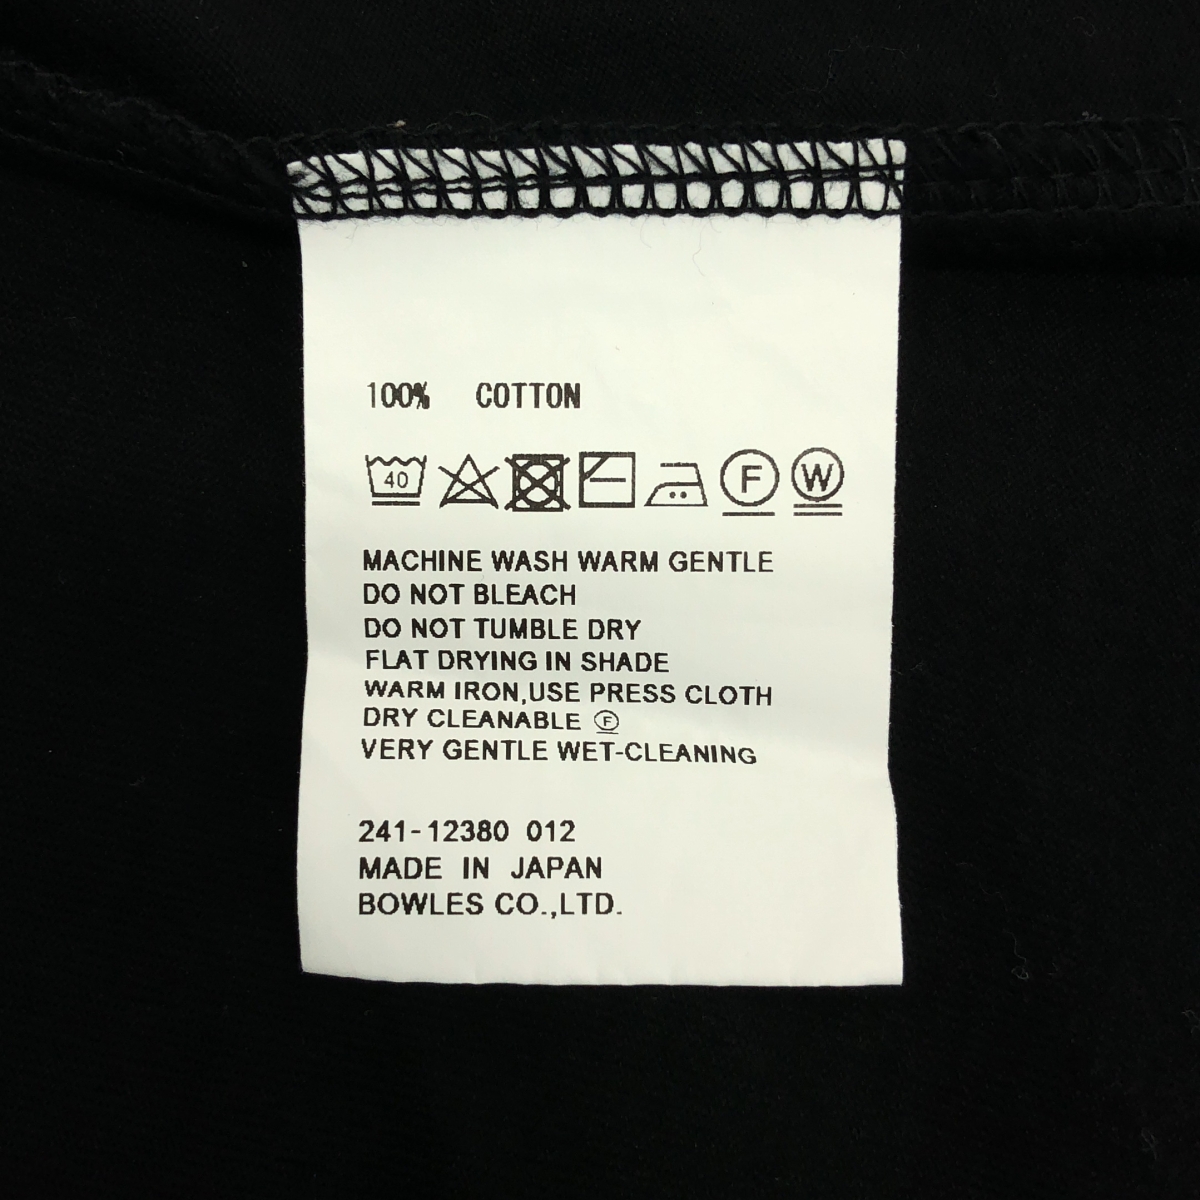 100% COTTON
40 F W
MACHINE WASH WARM GENTLE
DO NOT BLEACH
DO NOT TUMBLE DRY
FLAT DRYING IN SHADE
WARM IRON,USE PRESS CLOTH
DRY CLEANABLE Ⓕ
VERY GENTLE WET-CLEANING
241-12380 012
MADE IN JAPAN
BOWLES CO.,LTD.